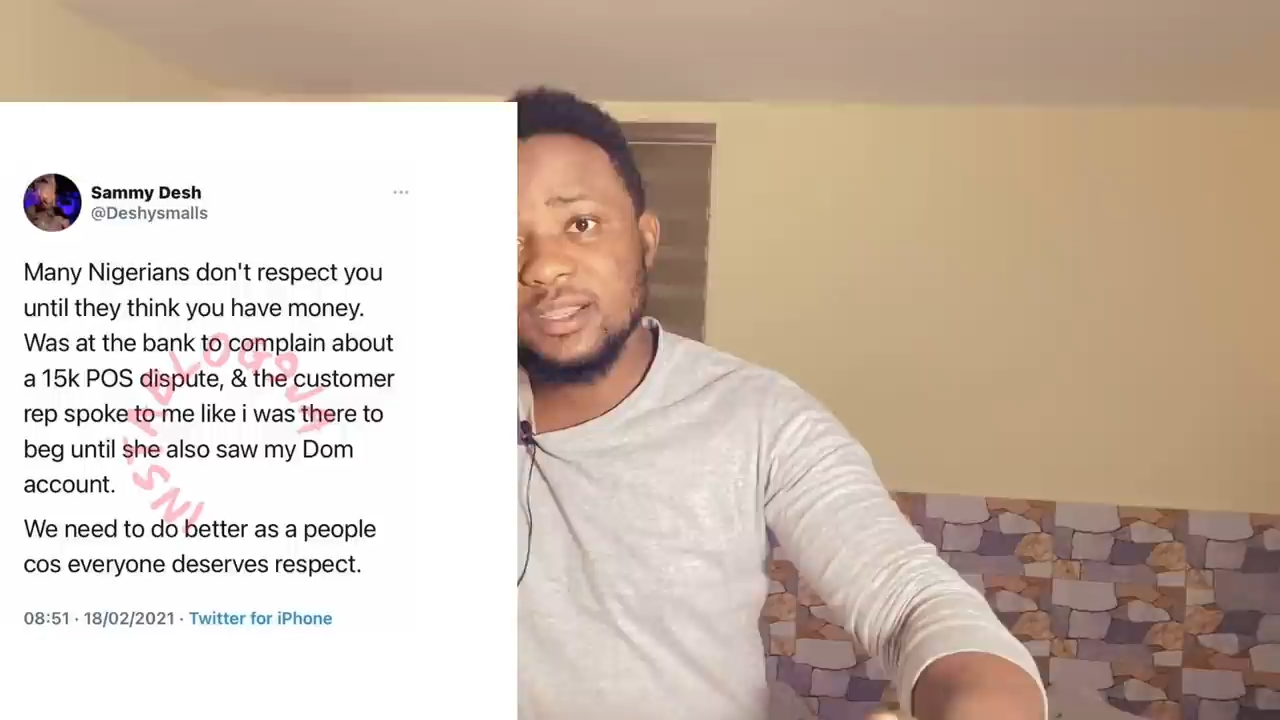 Sammy Desh
@Deshysmalls
Many Nigerians don't respect you
until they think you have money.
Was at the bank to complain about
a 15k POS dispute, & the customer
rep spoke to me like i was there to
beg until she also saw my Dom
account.
We need to do better as a people
cos everyone deserves respect.
08:51 · 18/02/2021 · Twitter for iPhone
INSTABLOG9JA